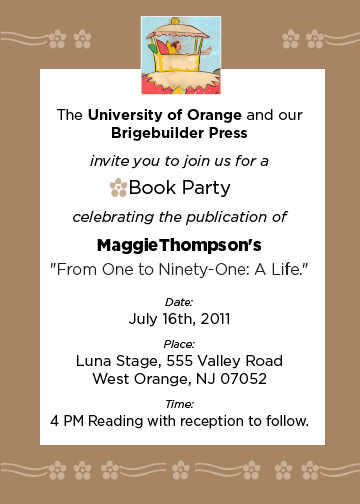 The University of Orange and our
Brigebuilder Press
invite you to join us for a
Book Party
celebrating the publication of
MaggieThompson's
"From One to Ninety-One: A Life."
Date:
July 16th, 2011
Place:
Luna Stage, 555 Valley Road
West Orange, NJ 07052
Time:
4 PM Reading with reception to follow.